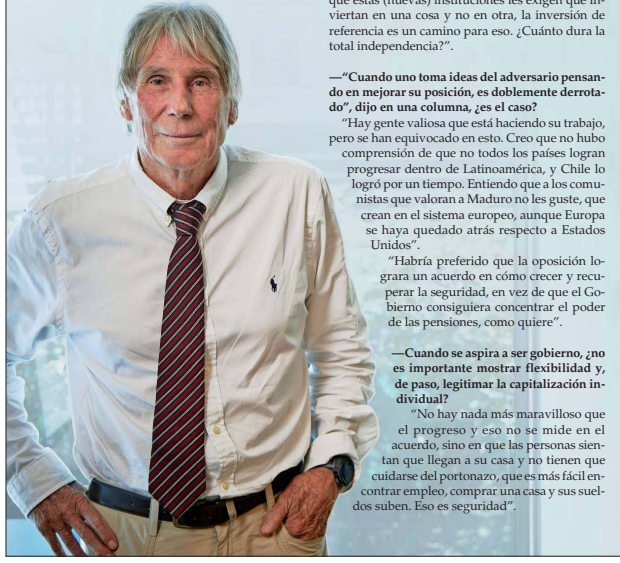 que estas (nuevas) instituciones les exigen que in-
viertan en una cosa y no en otra, la inversión de
referencia es un camino para eso. ¿Cuánto dura la
total independencia?”.
—“Cuando uno toma ideas del adversario pensan-
do en mejorar su posición, es doblemente derrota-
do”, dijo en una columna, ¿es el caso?
“Hay gente valiosa que está haciendo su trabajo,
pero se han equivocado en esto. Creo que no hubo
comprensión de que no todos los países logran
progresar dentro de Latinoamérica, y Chile lo
logró por un tiempo. Entiendo que a los comu-
nistas que valoran a Maduro no les guste, que
crean en el sistema europeo, aunque Europa
se haya quedado atrás respecto a Estados
Unidos”.
“Habría preferido que la oposición lo-
grara un acuerdo en cómo crecer y recu-
perar la seguridad, en vez de que el Go-
bierno consiguiera concentrar el poder
de las pensiones, como quiere”.
—Cuando se aspira a ser gobierno, ¿no
es importante mostrar flexibilidad y,
de paso, legitimar la capitalización in-
dividual?
“No hay nada más maravilloso que
el progreso y eso no se mide en el
acuerdo, sino en que las personas sien-
tan que llegan a su casa y no tienen que
cuidarse del portonazo, que es más fácil en-
contrar empleo, comprar una casa y sus suel-
dos suben. Eso es seguridad”.